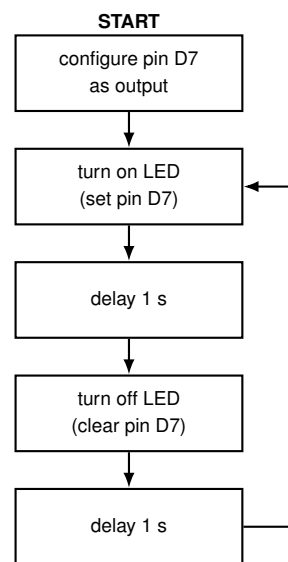 START
configure pin D7
as output
turn on LED
(set pin D7)
delay 1 s
turn off LED
(clear pin D7)
delay 1 s